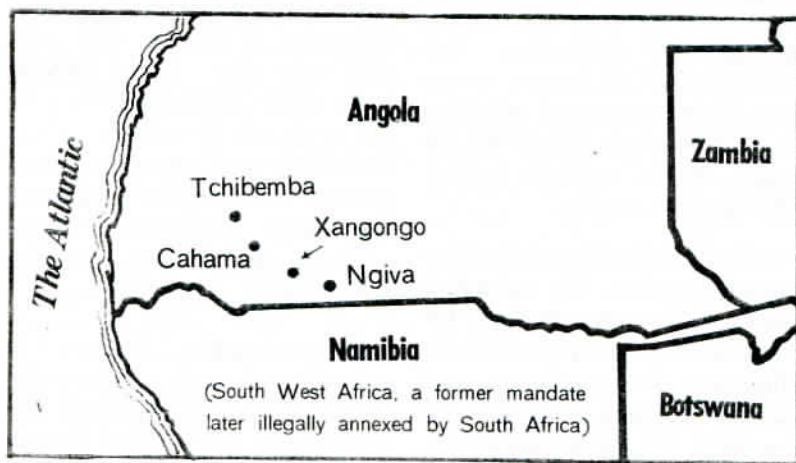 Angola
Zambia
The Atlantic
Tchibemba
Xangongo
Cahama
Ngiva
Namibia
(South West Africa, a former mandate
later illegally annexed by South Africa)
Botswana